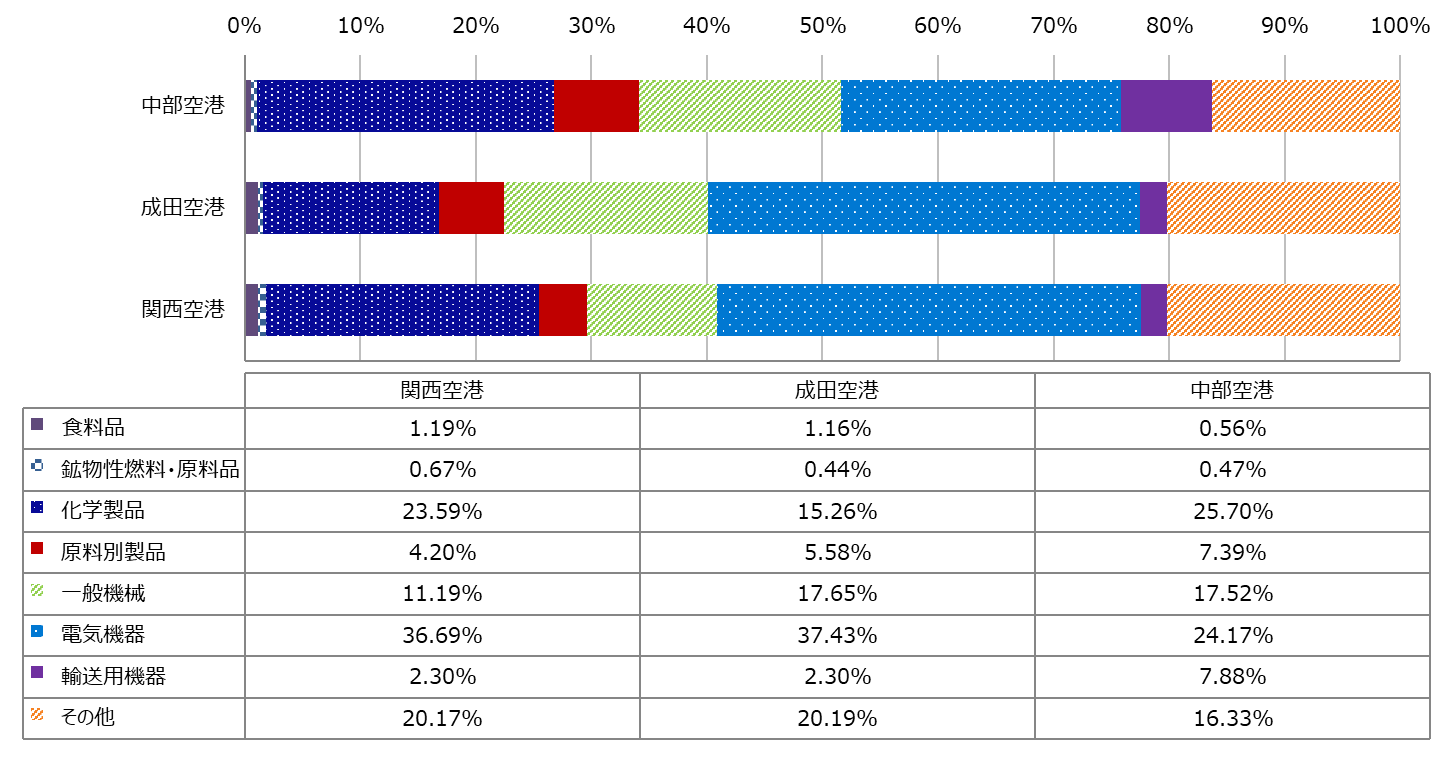 0% 10% 20% 30% 40% 50% 60% 70% 80% 90% 100%
中部空港
成田空港
関西空港
関西空港 成田空港 中部空港
食料品 1.19% 1.16% 0.56%
鉱物性燃料・原料品 0.67% 0.44% 0.47%
化学製品 23.59% 15.26% 25.70%
原料別製品 4.20% 5.58% 7.39%
一般機械 11.19% 17.65% 17.52%
電気機器 36.69% 37.43% 24.17%
輸送用機器 2.30% 2.30% 7.88%
その他 20.17% 20.19% 16.33%